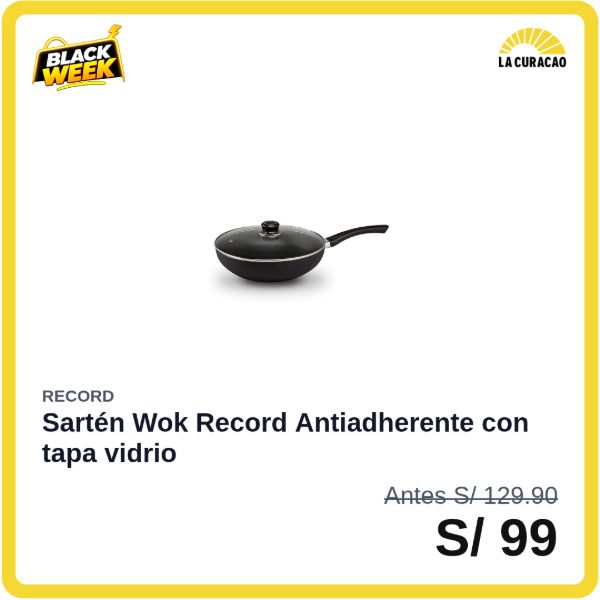 BLACK
WEEK
LA CURACAO
RECORD
Sartén Wok Record Antiadherente con
tapa vidrio
Antes S/ 129.90
S/ 99